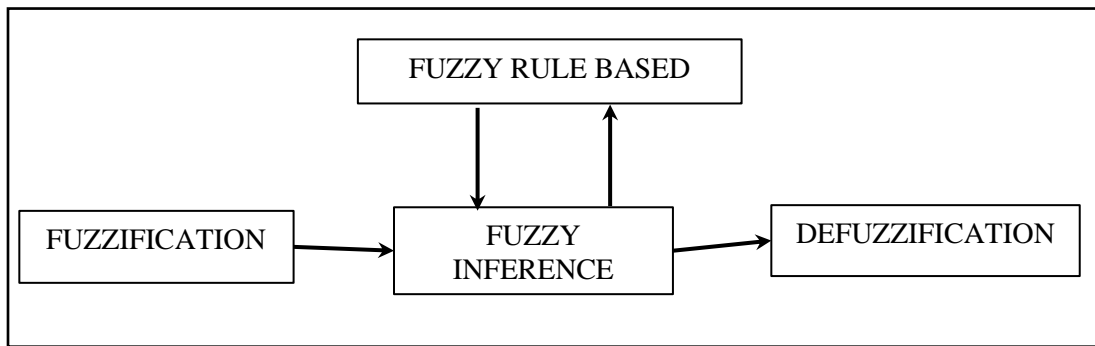 FUZZY RULE BASED
FUZZIFICATION
FUZZY
INFERENCE
DEFUZZIFICATION